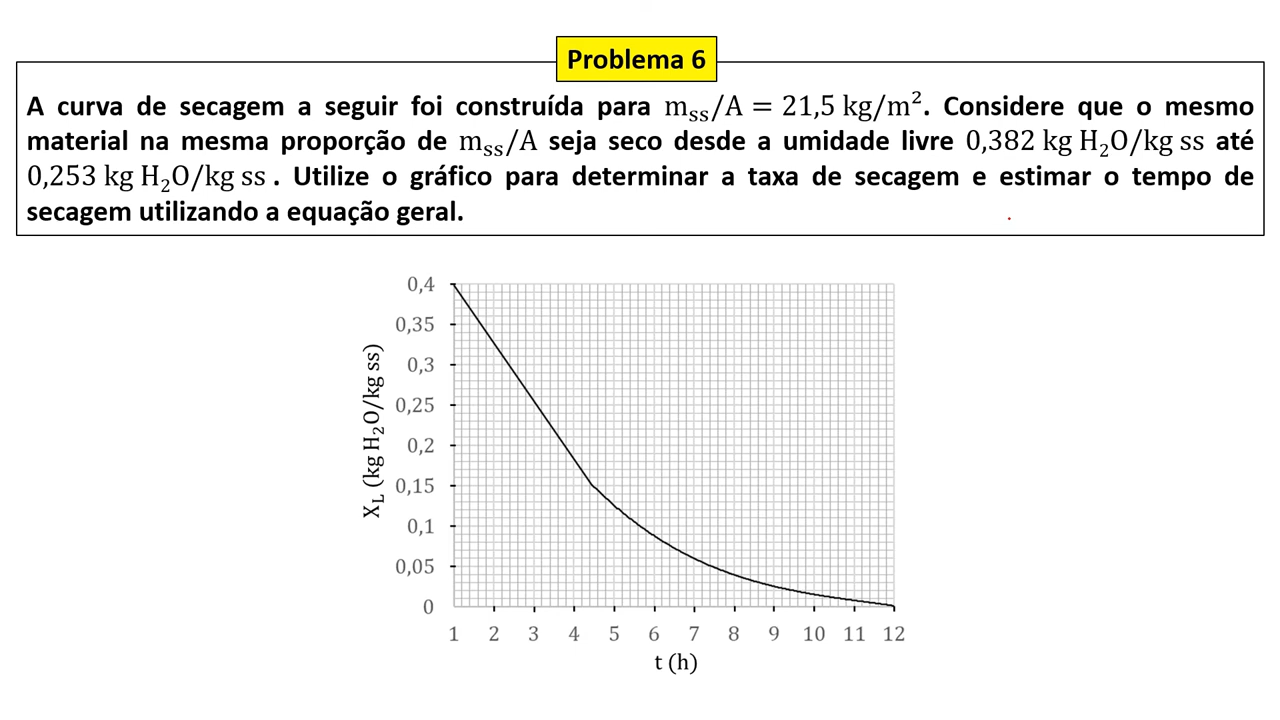 Problema 6
A curva de secagem a seguir foi construída para mₛₛ/A = 21,5 kg/m². Considere que o mesmo
material na mesma proporção de mₛₛ/A seja seco desde a umidade livre 0,382 kg H₂O/kg ss até
0,253 kg H₂O/kg ss . Utilize o gráfico para determinar a taxa de secagem e estimar o tempo de
secagem utilizando a equação geral.
0,4
0,35
0,3
0,25
0,2
0,15
0,1
0,05
0
X_L (kg H₂O/kg ss)
1 2 3 4 5 6 7 8 9 10 11 12
t (h)